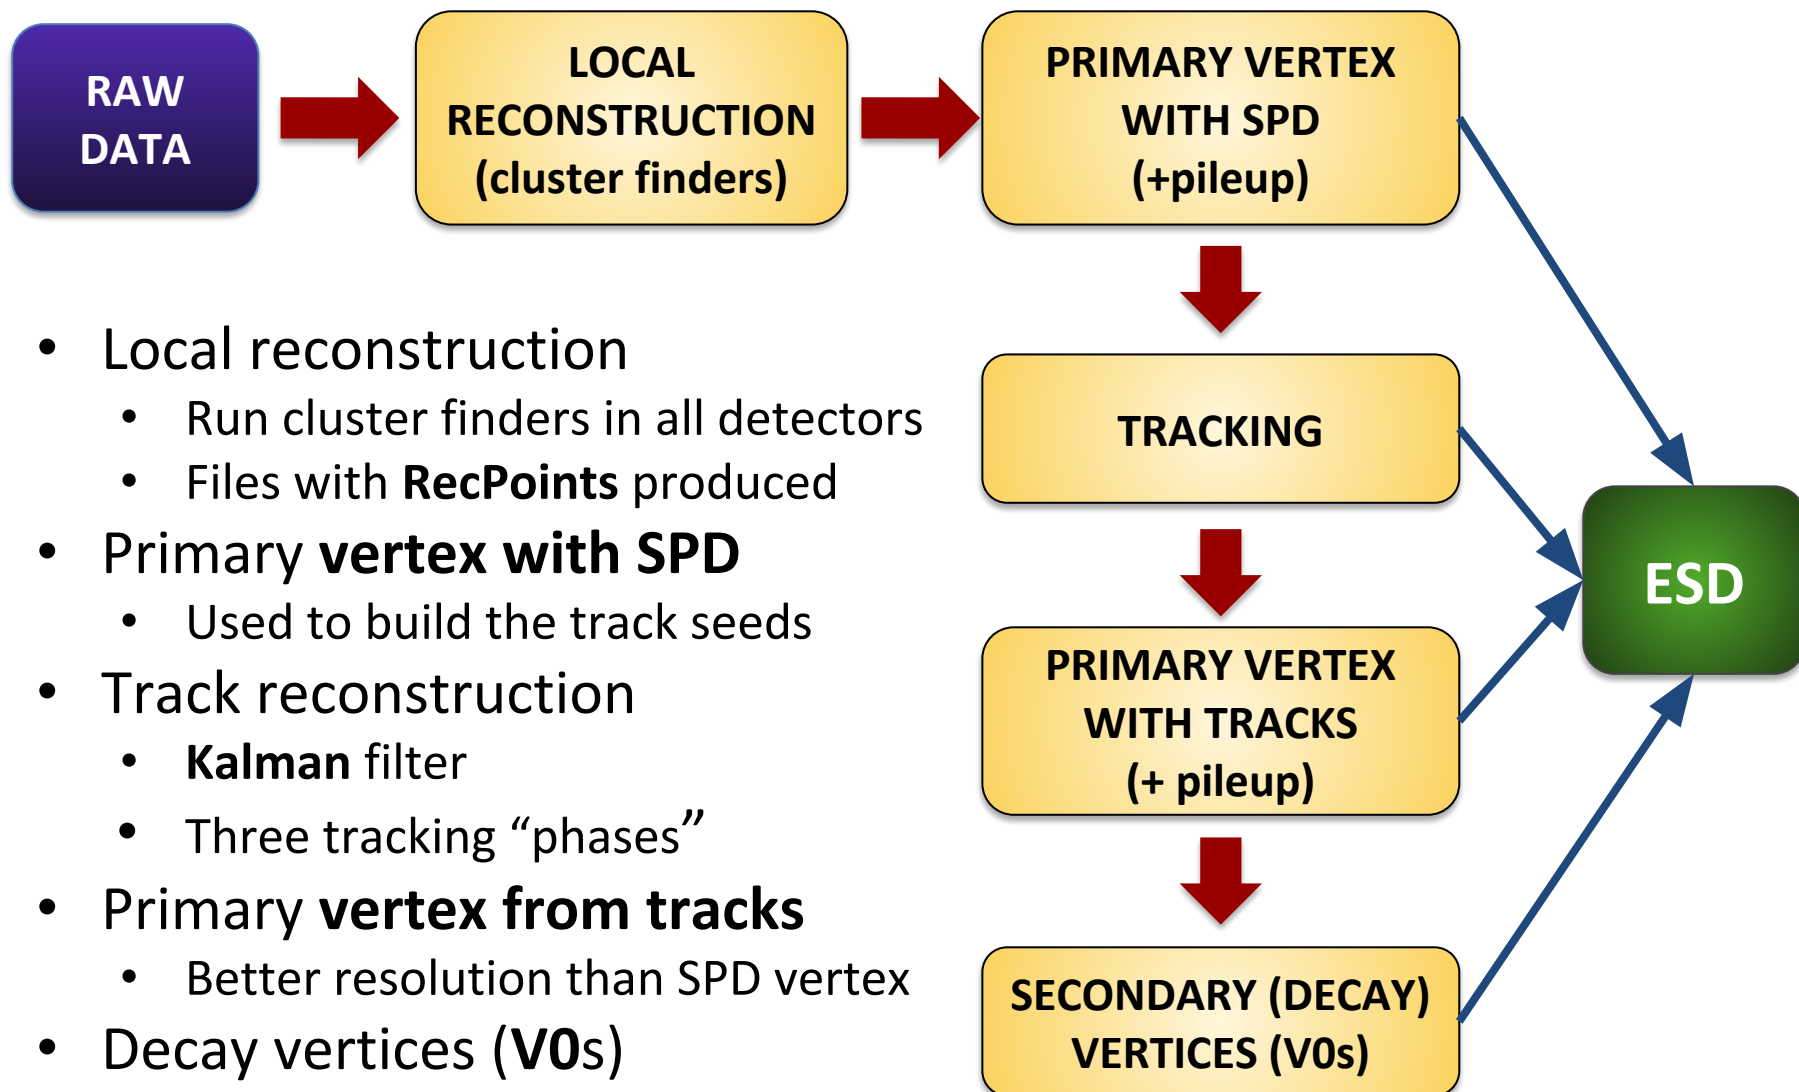 RAW
DATA
LOCAL
RECONSTRUCTION
(cluster finders)
PRIMARY VERTEX
WITH SPD
(+pileup)
• Local reconstruction
• Run cluster finders in all detectors
• Files with RecPoints produced
• Primary vertex with SPD
• Used to build the track seeds
• Track reconstruction
• Kalman filter
• Three tracking “phases”
• Primary vertex from tracks
• Better resolution than SPD vertex
• Decay vertices (V0s)
TRACKING
PRIMARY VERTEX
WITH TRACKS
(+ pileup)
SECONDARY (DECAY)
VERTICES (V0s)
ESD